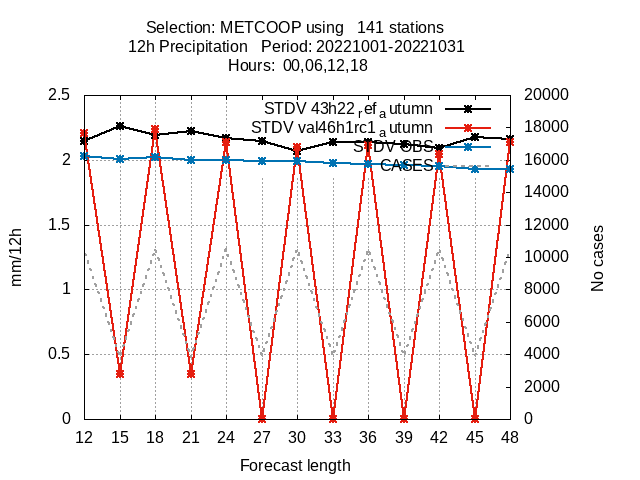 Selection: METCOOP using   141 stations
12h Precipitation   Period: 20221001-20221031
Hours:  00,06,12,18
2.5
2
1.5
1
0.5
0
20000
18000
16000
14000
12000
10000
8000
6000
4000
2000
0
STDV 43h22ref autumn
STDV val46h1rc1autumn
STDV OBS
CASES
mm/12h
No cases
12 15 18 21 24 27 30 33 36 39 42 45 48
Forecast length